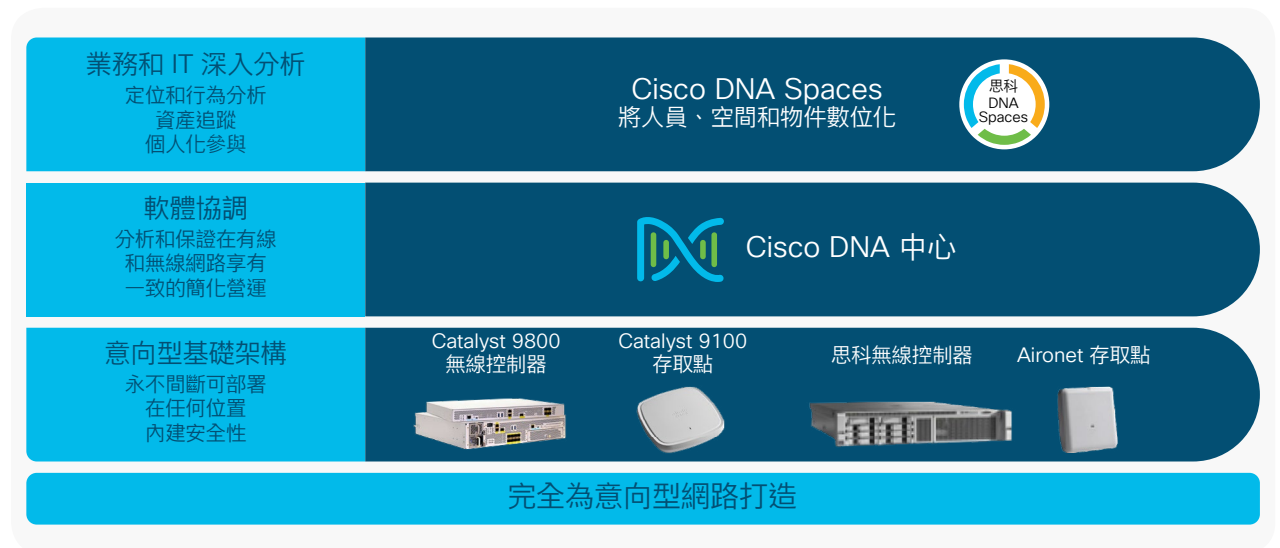 業務和 IT 深入分析
定位和行為分析
資產追蹤
個人化參與
Cisco DNA Spaces
將人員、空間和物件數位化
思科
DNA
Spaces
軟體協調
分析和保證在有線
和無線網路享有
一致的簡化營運
Cisco DNA 中心
意向型基礎架構
永不間斷可部署
在任何位置
內建安全性
Catalyst 9800
無線控制器
Catalyst 9100
存取點
思科無線控制器
Aironet 存取點
完全為意向型網路打造